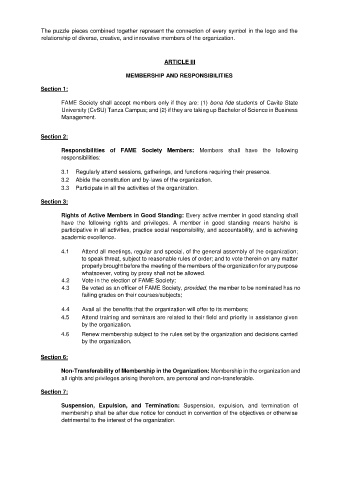 The puzzle pieces combined together represent the connection of every symbol in the logo and the
relationship of diverse, creative, and innovative members of the organization.
ARTICLE III
MEMBERSHIP AND RESPONSIBILITIES
Section 1:
FAME Society shall accept members only if they are: (1) bona fide students of Cavite State
University (CvSU) Tanza Campus; and (2) if they are taking up Bachelor of Science in Business
Management.
Section 2:
Responsibilities of FAME Society Members: Members shall have the following
responsibilities:
3.1 Regularly attend sessions, gatherings, and functions requiring their presence.
3.2 Abide the constitution and by-laws of the organization.
3.3 Participate in all the activities of the organization.
Section 3:
Rights of Active Members in Good Standing: Every active member in good standing shall
have the following rights and privileges. A member in good standing means he/she is
participative in all activities, practice social responsibility, and accountability, and is achieving
academic excellence.
4.1 Attend all meetings, regular and special, of the general assembly of the organization;
to speak threat, subject to reasonable rules of order; and to vote therein on any matter
properly brought before the meeting of the members of the organization for any purpose
whatsoever, voting by proxy shall not be allowed.
4.2 Vote in the election of FAME Society;
4.3 Be voted as an officer of FAME Society, provided, the member to be nominated has no
failing grades on their courses/subjects;
4.4 Avail all the benefits that the organization will offer to its members;
4.5 Attend training and seminars are related to their field and priority in assistance given
by the organization.
4.6 Renew membership subject to the rules set by the organization and decisions carried
by the organization.
Section 6:
Non-Transferability of Membership in the Organization: Membership in the organization and
all rights and privileges arising therefrom, are personal and non-transferable.
Section 7:
Suspension, Expulsion, and Termination: Suspension, expulsion, and termination of
membership shall be after due notice for conduct in convention of the objectives or otherwise
detrimental to the interest of the organization.